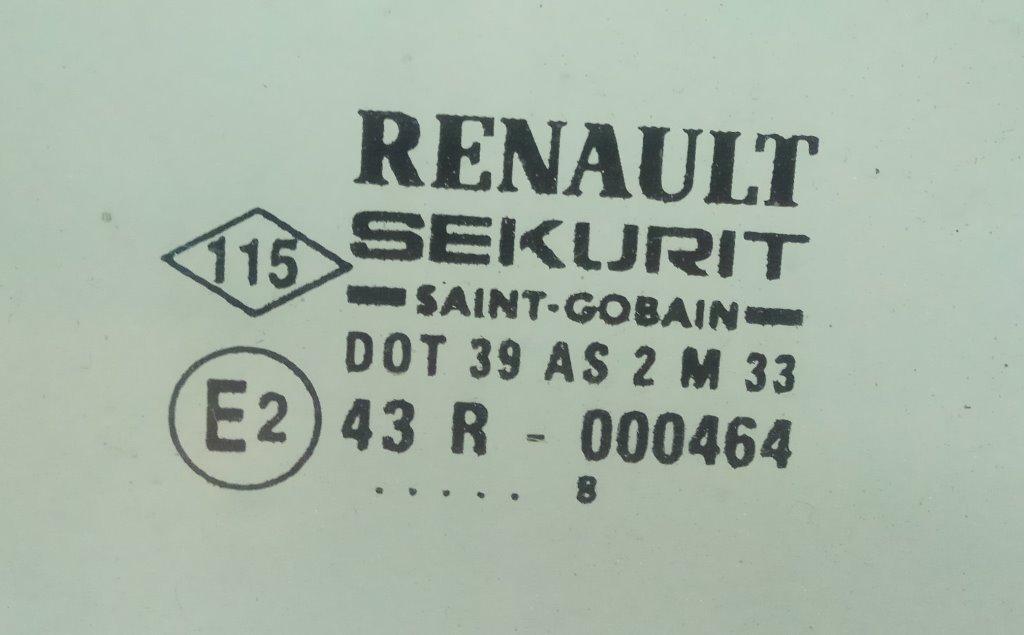 RENAULT
SEKURIT
115
SAINT-GOBAIN
DOT 39 AS 2 M 33
E2
43 R - 000464
..... 8